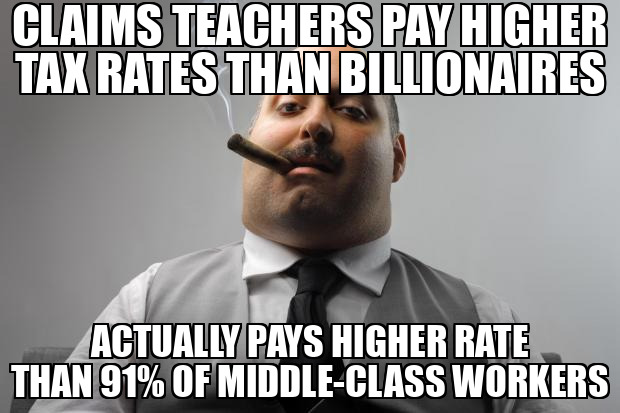 CLAIMS TEACHERS PAY HIGHER
TAX RATES THAN BILLIONAIRES
ACTUALLY PAYS HIGHER RATE
THAN 91% OF MIDDLE-CLASS WORKERS